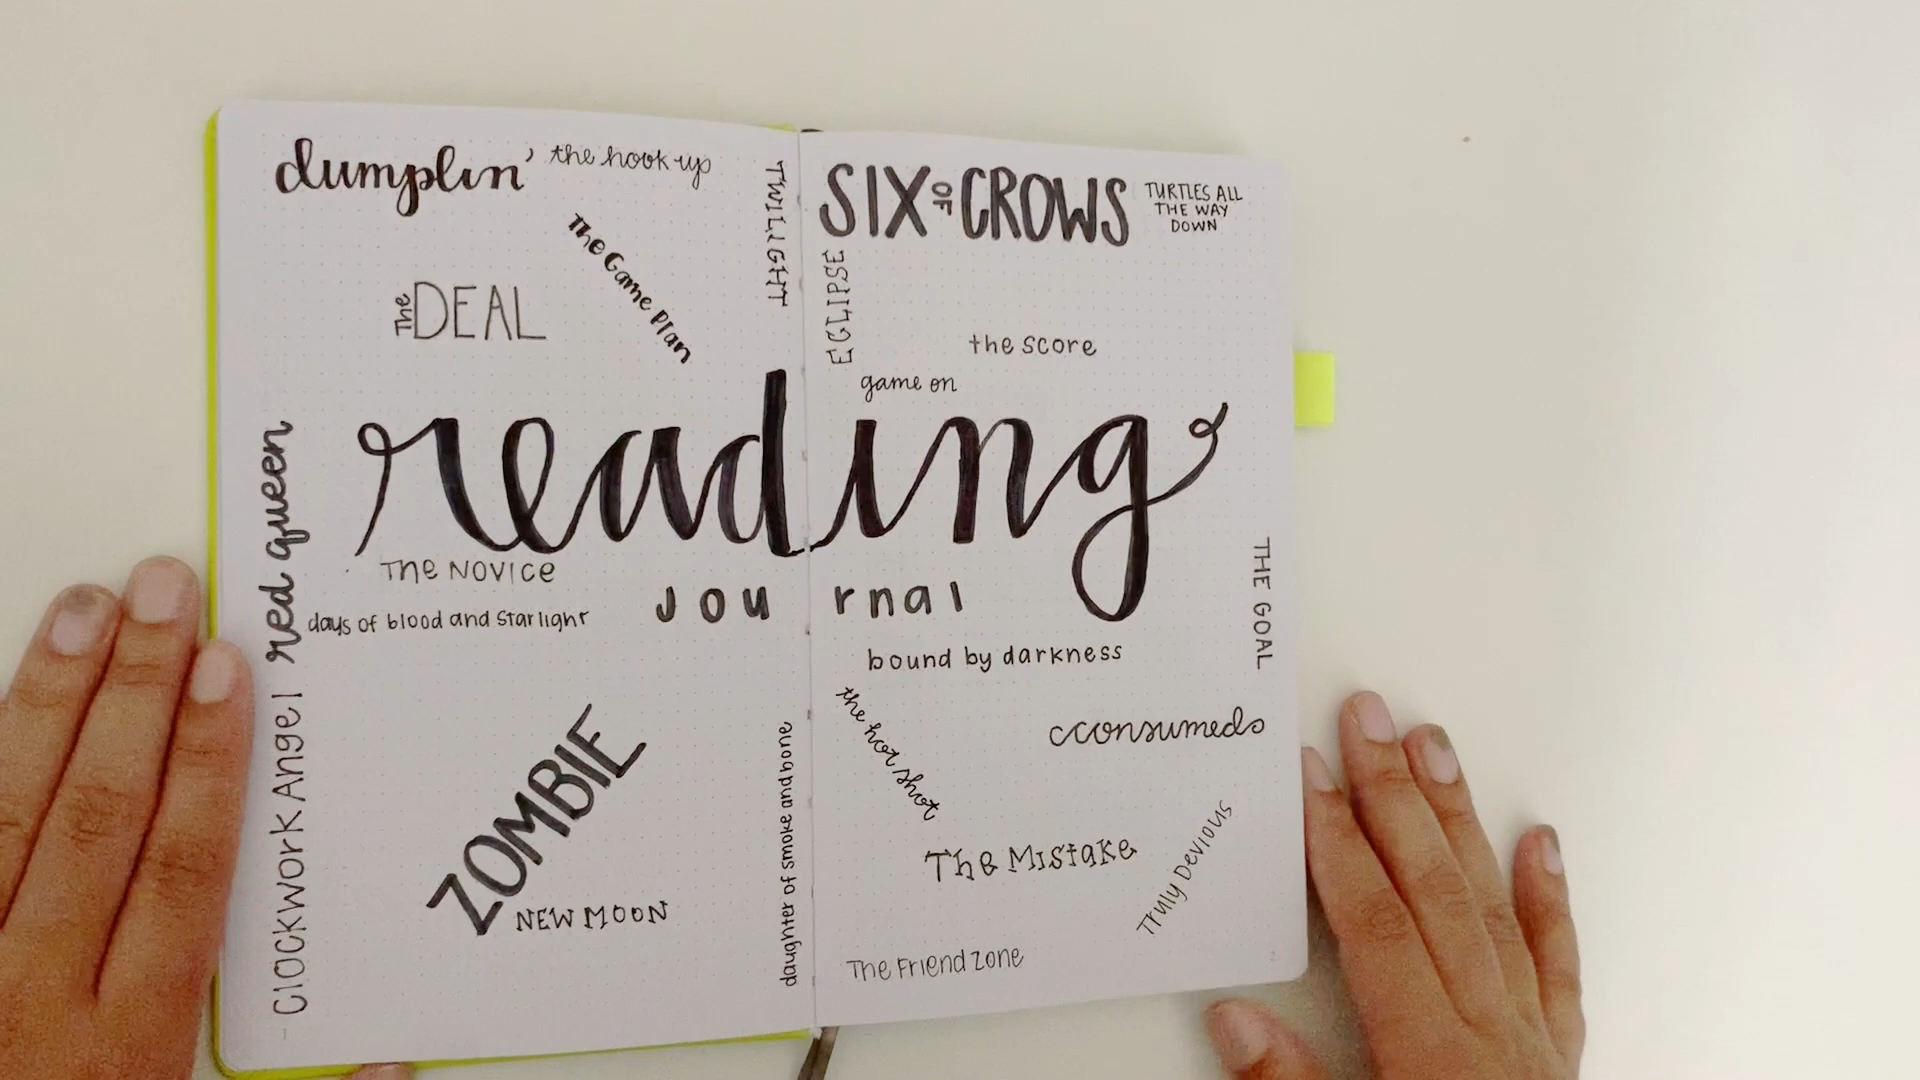 dumplin'
the hook-up
TWILIGHT
The Game Plan
The DEAL
reading
journal
red queen
The Novice
days of blood and starlight
Clockwork Angel
ZOMBIE
NEW MOON
daughter of smoke and bone
SIX OF CROWS
TURTLES ALL
THE WAY
DOWN
ECLIPSE
the score
game on
THE GOAL
bound by darkness
the hot shot
consumed
The Mistake
Truly Devious
The Friend Zone
2